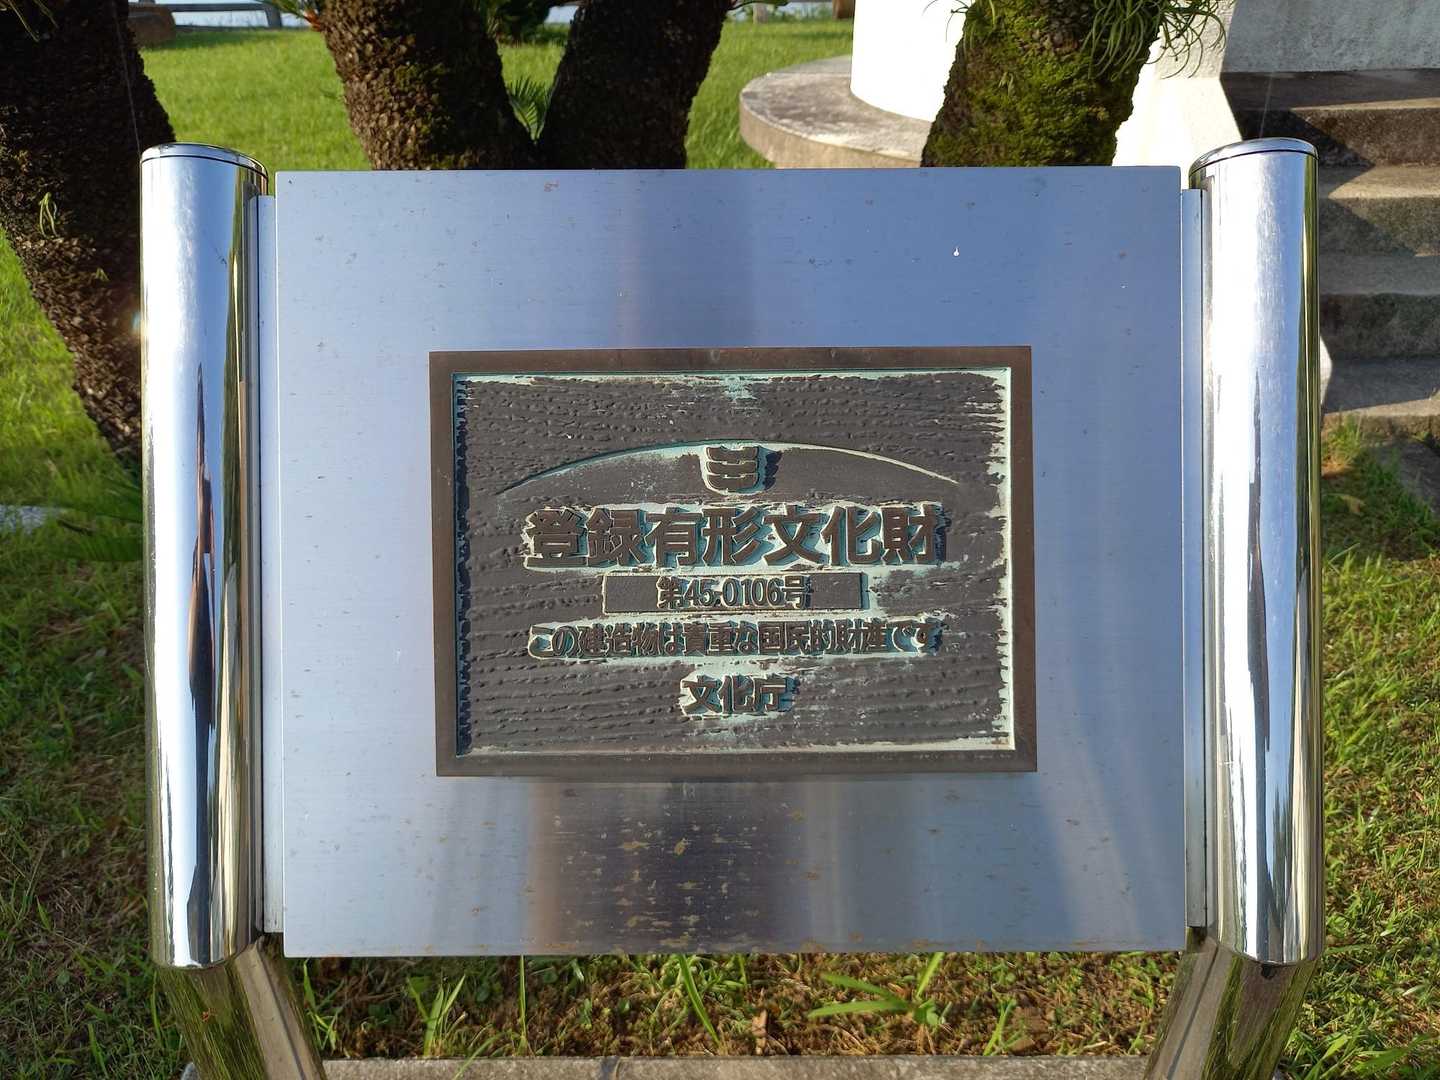 登録有形文化財
第45-0106号
この建造物は貴重な国民的財産です
文化庁